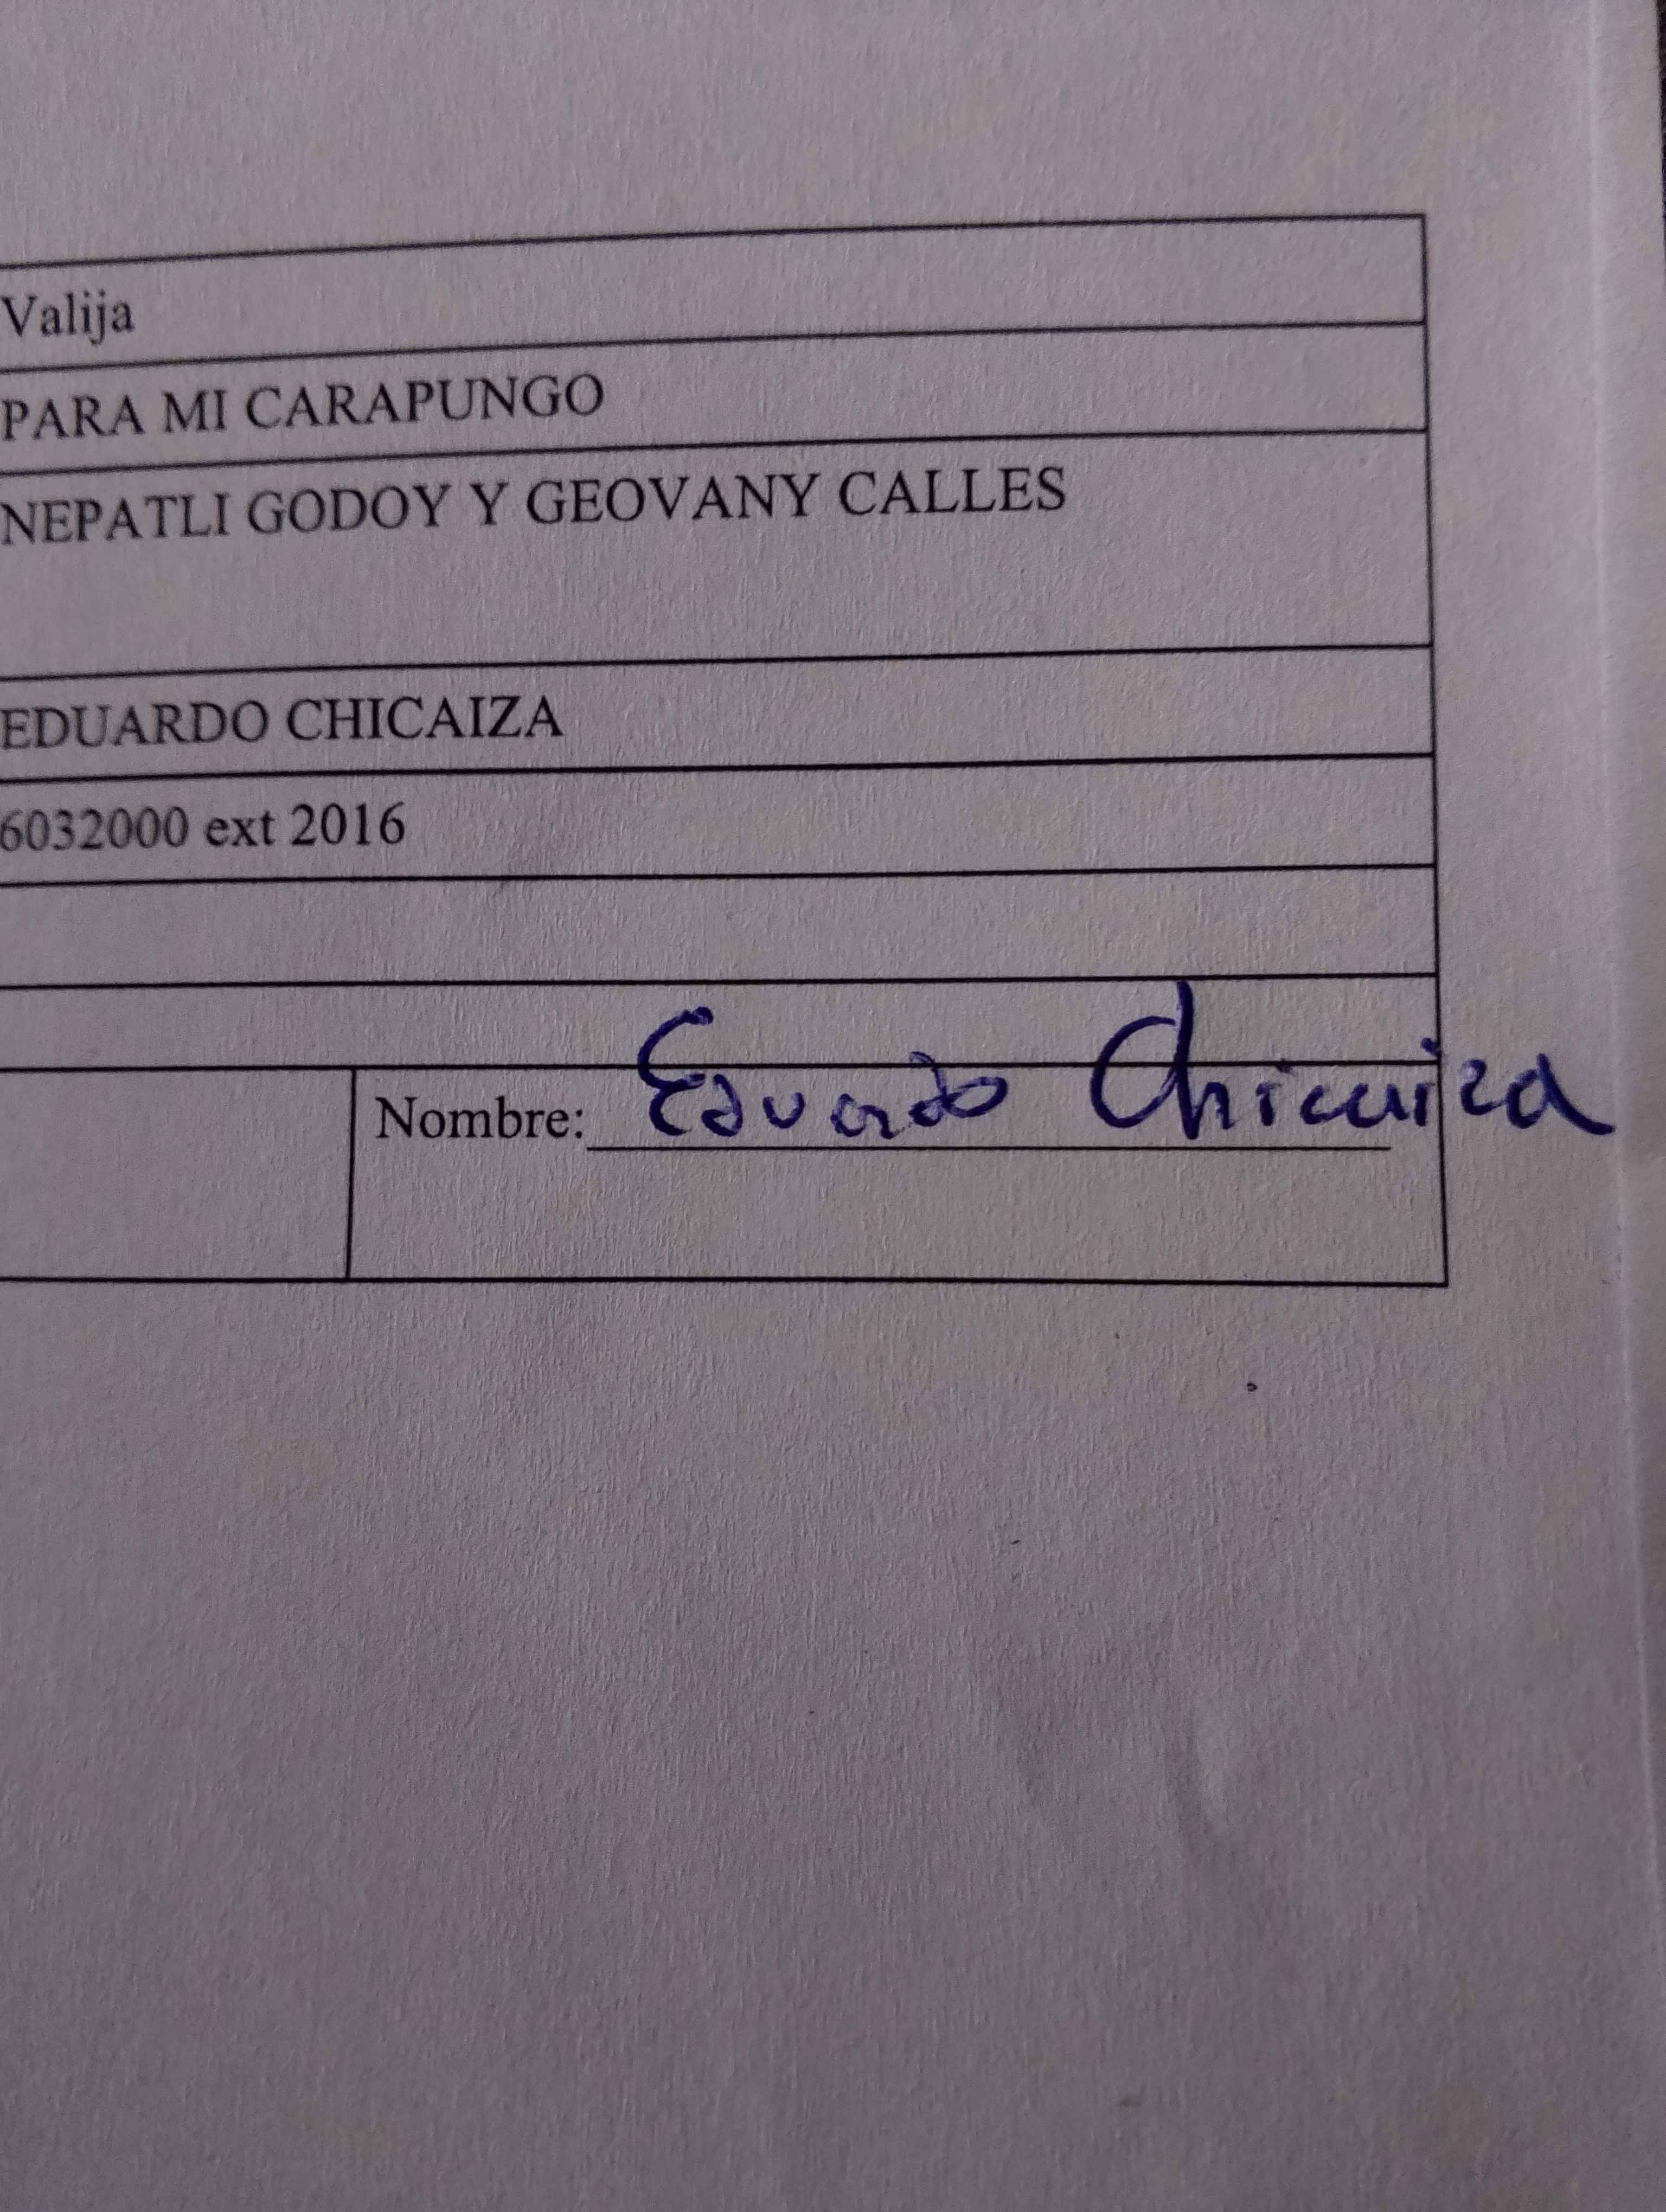 Valija
PARA MI CARAPUNGO
NEPATLI GODOY Y GEOVANY CALLES
EDUARDO CHICAIZA
6032000 ext 2016
Nombre: Eduardo Chicaiza